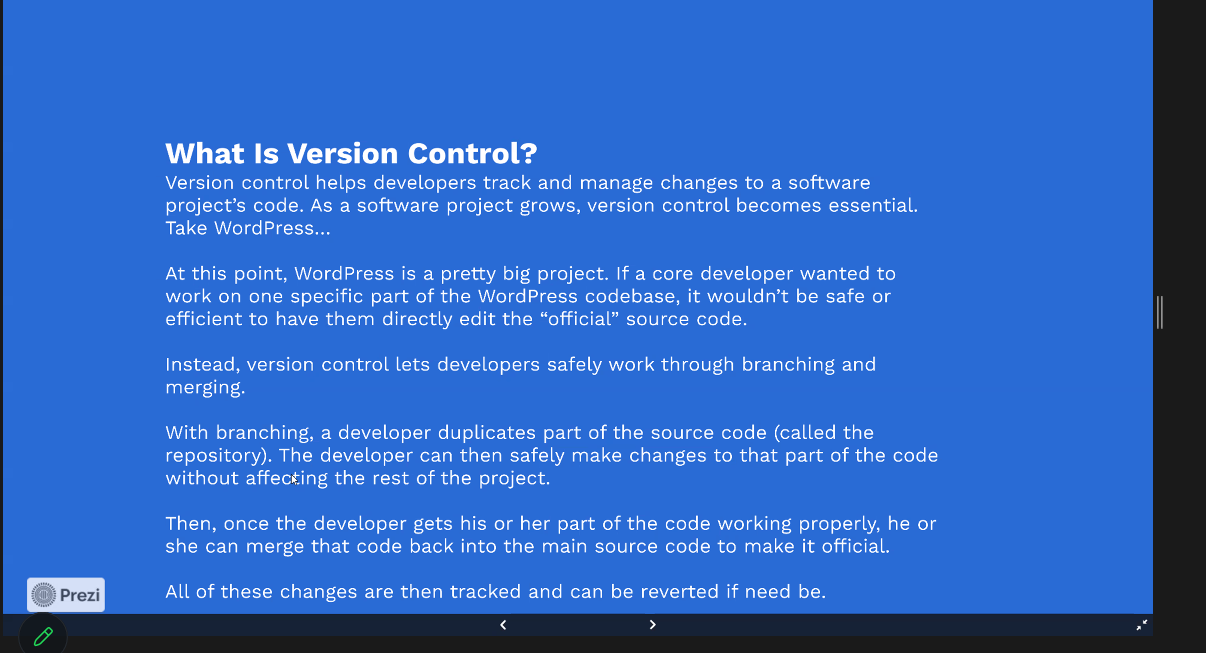 What Is Version Control?
Version control helps developers track and manage changes to a software
project’s code. As a software project grows, version control becomes essential.
Take WordPress…
At this point, WordPress is a pretty big project. If a core developer wanted to
work on one specific part of the WordPress codebase, it wouldn’t be safe or
efficient to have them directly edit the “official” source code.
Instead, version control lets developers safely work through branching and
merging.
With branching, a developer duplicates part of the source code (called the
repository). The developer can then safely make changes to that part of the code
without affecting the rest of the project.
Then, once the developer gets his or her part of the code working properly, he or
she can merge that code back into the main source code to make it official.
All of these changes are then tracked and can be reverted if need be.
Prezi